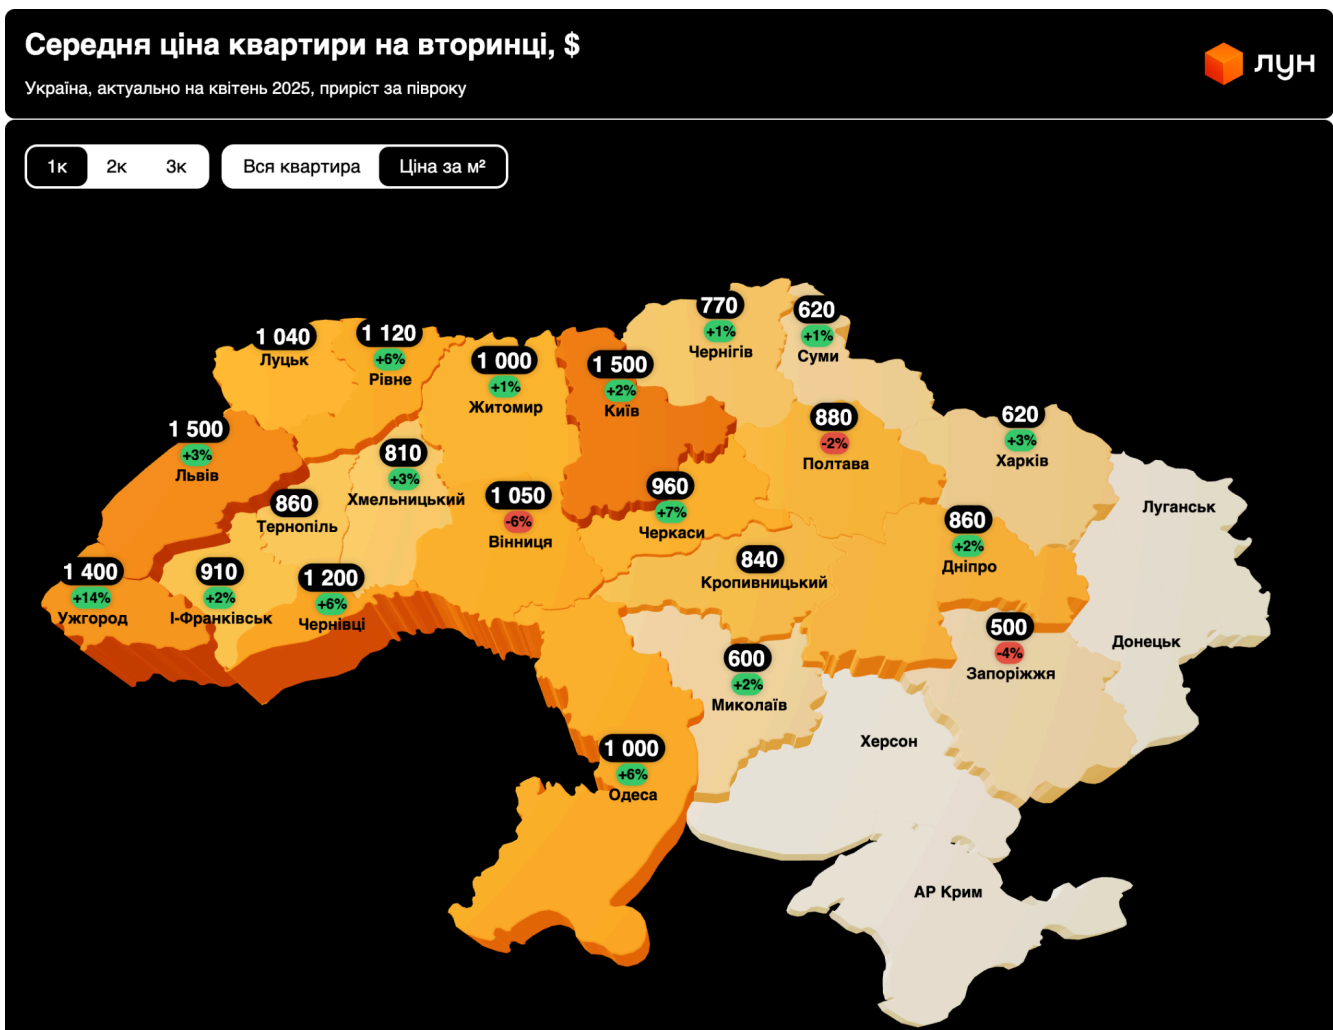 Середня ціна квартири на вторинці, $
Україна, актуально на квітень 2025, приріст за півроку
лун
1к 2к 3к
Вся квартира Ціна за м²
770
+1%
Чернігів
620
+1%
Суми
1 040
Луцьк
1 120
+6%
Рівне
1 000
+1%
Житомир
1 500
+2%
Київ
1 500
+3%
Львів
810
+3%
Хмельницький
880
-2%
Полтава
620
+3%
Харків
860
Тернопіль
1 050
-6%
Вінниця
960
+7%
Черкаси
Луганськ
860
+2%
Дніпро
1 400
+14%
Ужгород
910
+2%
І-Франківськ
1 200
+6%
Чернівці
840
Кропивницький
500
-4%
Запоріжжя
Донецьк
600
+2%
Миколаїв
1 000
+6%
Одеса
Херсон
АР Крим